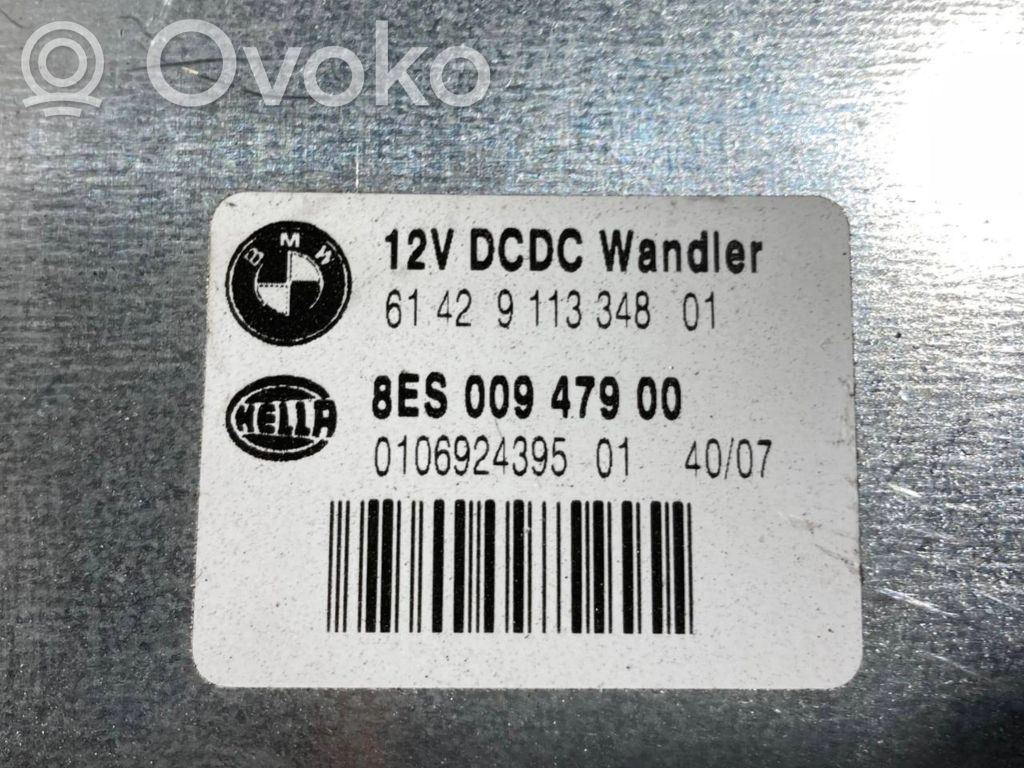 Ovoko
BMW
12V DCDC Wandler
61 42 9 113 348 01
HELLA
8ES 009 479 00
0106924395 01 40/07